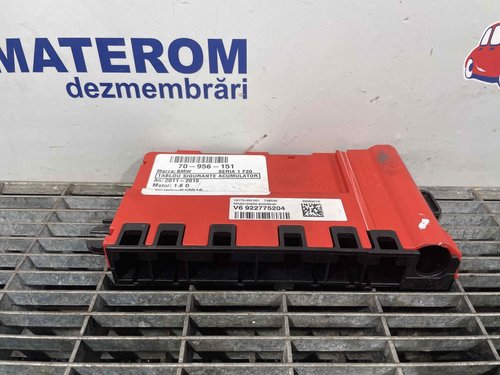 MATEROM
dezmembrări
70-956-151
Marca: BMW SERIA 1 F20
TABLOU SIGURANTE ACUMULATOR
An: 2011 - 2015
Motor: 1.6 D
V6 922775204